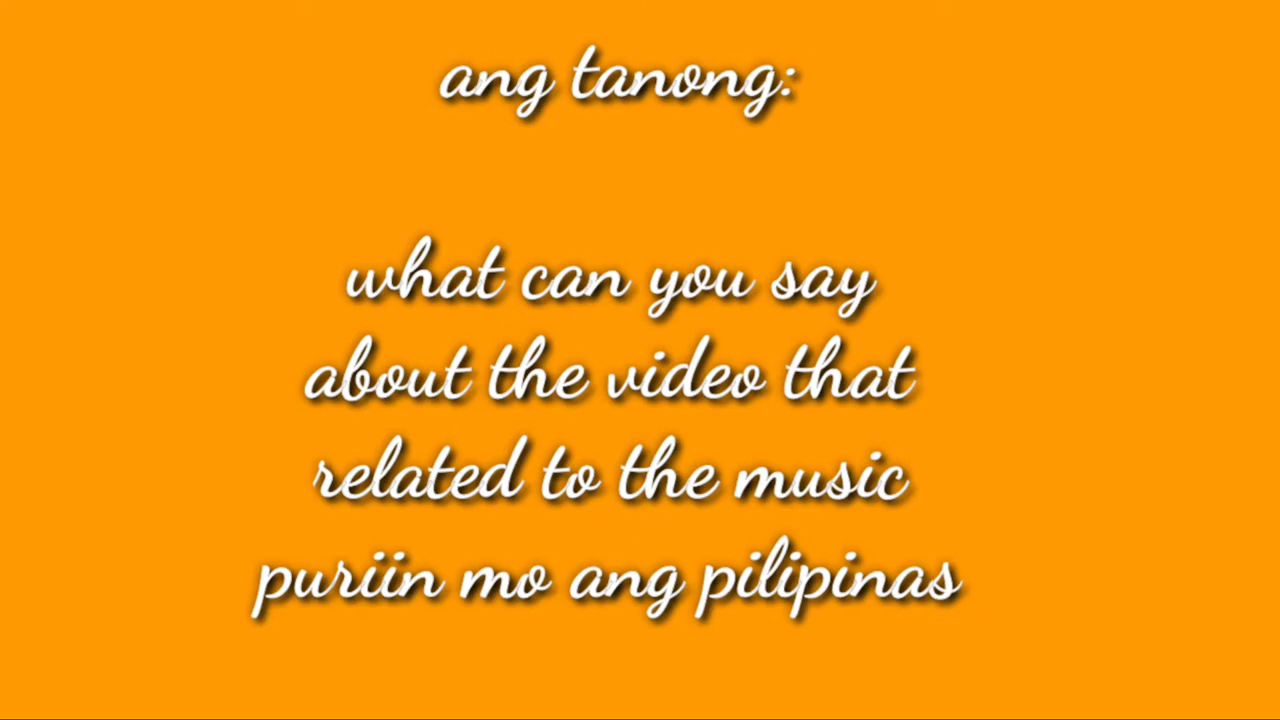 ang tanong:
what can you say
about the video that
related to the music
puriin mo ang pilipinas